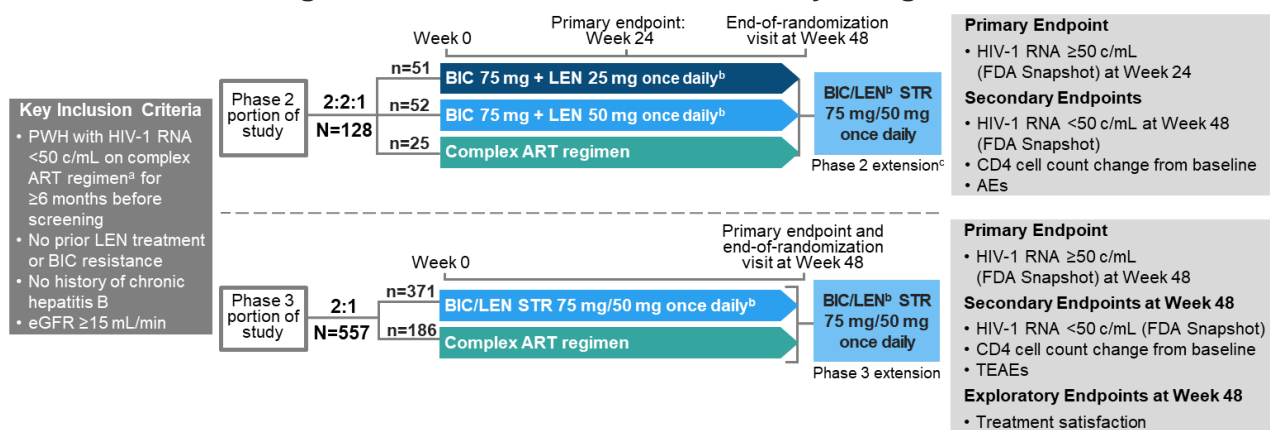 Primary endpoint:
Week 24
End-of-randomization
visit at Week 48
Week 0
Key Inclusion Criteria
• PWH with HIV-1 RNA
<50 c/mL on complex
ART regimenᵃ for
≥6 months before
screening
• No prior LEN treatment
or BIC resistance
• No history of chronic
hepatitis B
• eGFR ≥15 mL/min
Phase 2
portion of
study
2:2:1
N=128
n=51
BIC 75 mg + LEN 25 mg once dailyᵇ
n=52
BIC 75 mg + LEN 50 mg once dailyᵇ
n=25
Complex ART regimen
BIC/LENᵇ STR
75 mg/50 mg
once daily
Phase 2 extensionᶜ
Primary Endpoint
• HIV-1 RNA ≥50 c/mL
(FDA Snapshot) at Week 24
Secondary Endpoints
• HIV-1 RNA <50 c/mL at Week 48
(FDA Snapshot)
• CD4 cell count change from baseline
• AEs
Primary endpoint and
end-of-randomization
visit at Week 48
Week 0
Phase 3
portion of
study
2:1
N=557
n=371
BIC/LEN STR 75 mg/50 mg once dailyᵇ
n=186
Complex ART regimen
BIC/LENᵇ STR
75 mg/50 mg
once daily
Phase 3 extension
Primary Endpoint
• HIV-1 RNA ≥50 c/mL
(FDA Snapshot) at Week 48
Secondary Endpoints at Week 48
• HIV-1 RNA <50 c/mL (FDA Snapshot)
• CD4 cell count change from baseline
• TEAEs
Exploratory Endpoints at Week 48
• Treatment satisfaction